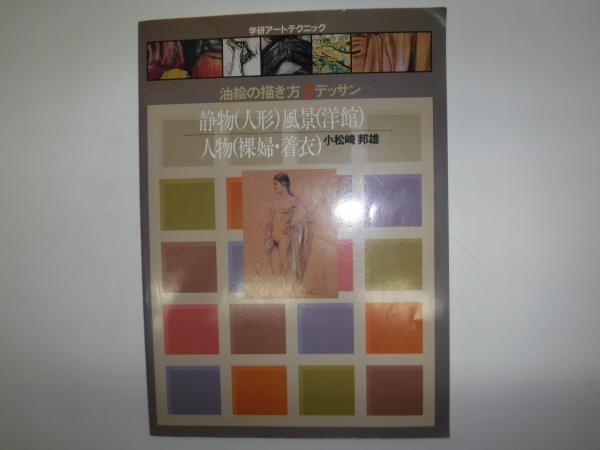 学研アートテクニック
油絵の描き方3デッサン
静物(人形)風景(洋館)
人物(裸婦・着衣)小松崎 邦雄